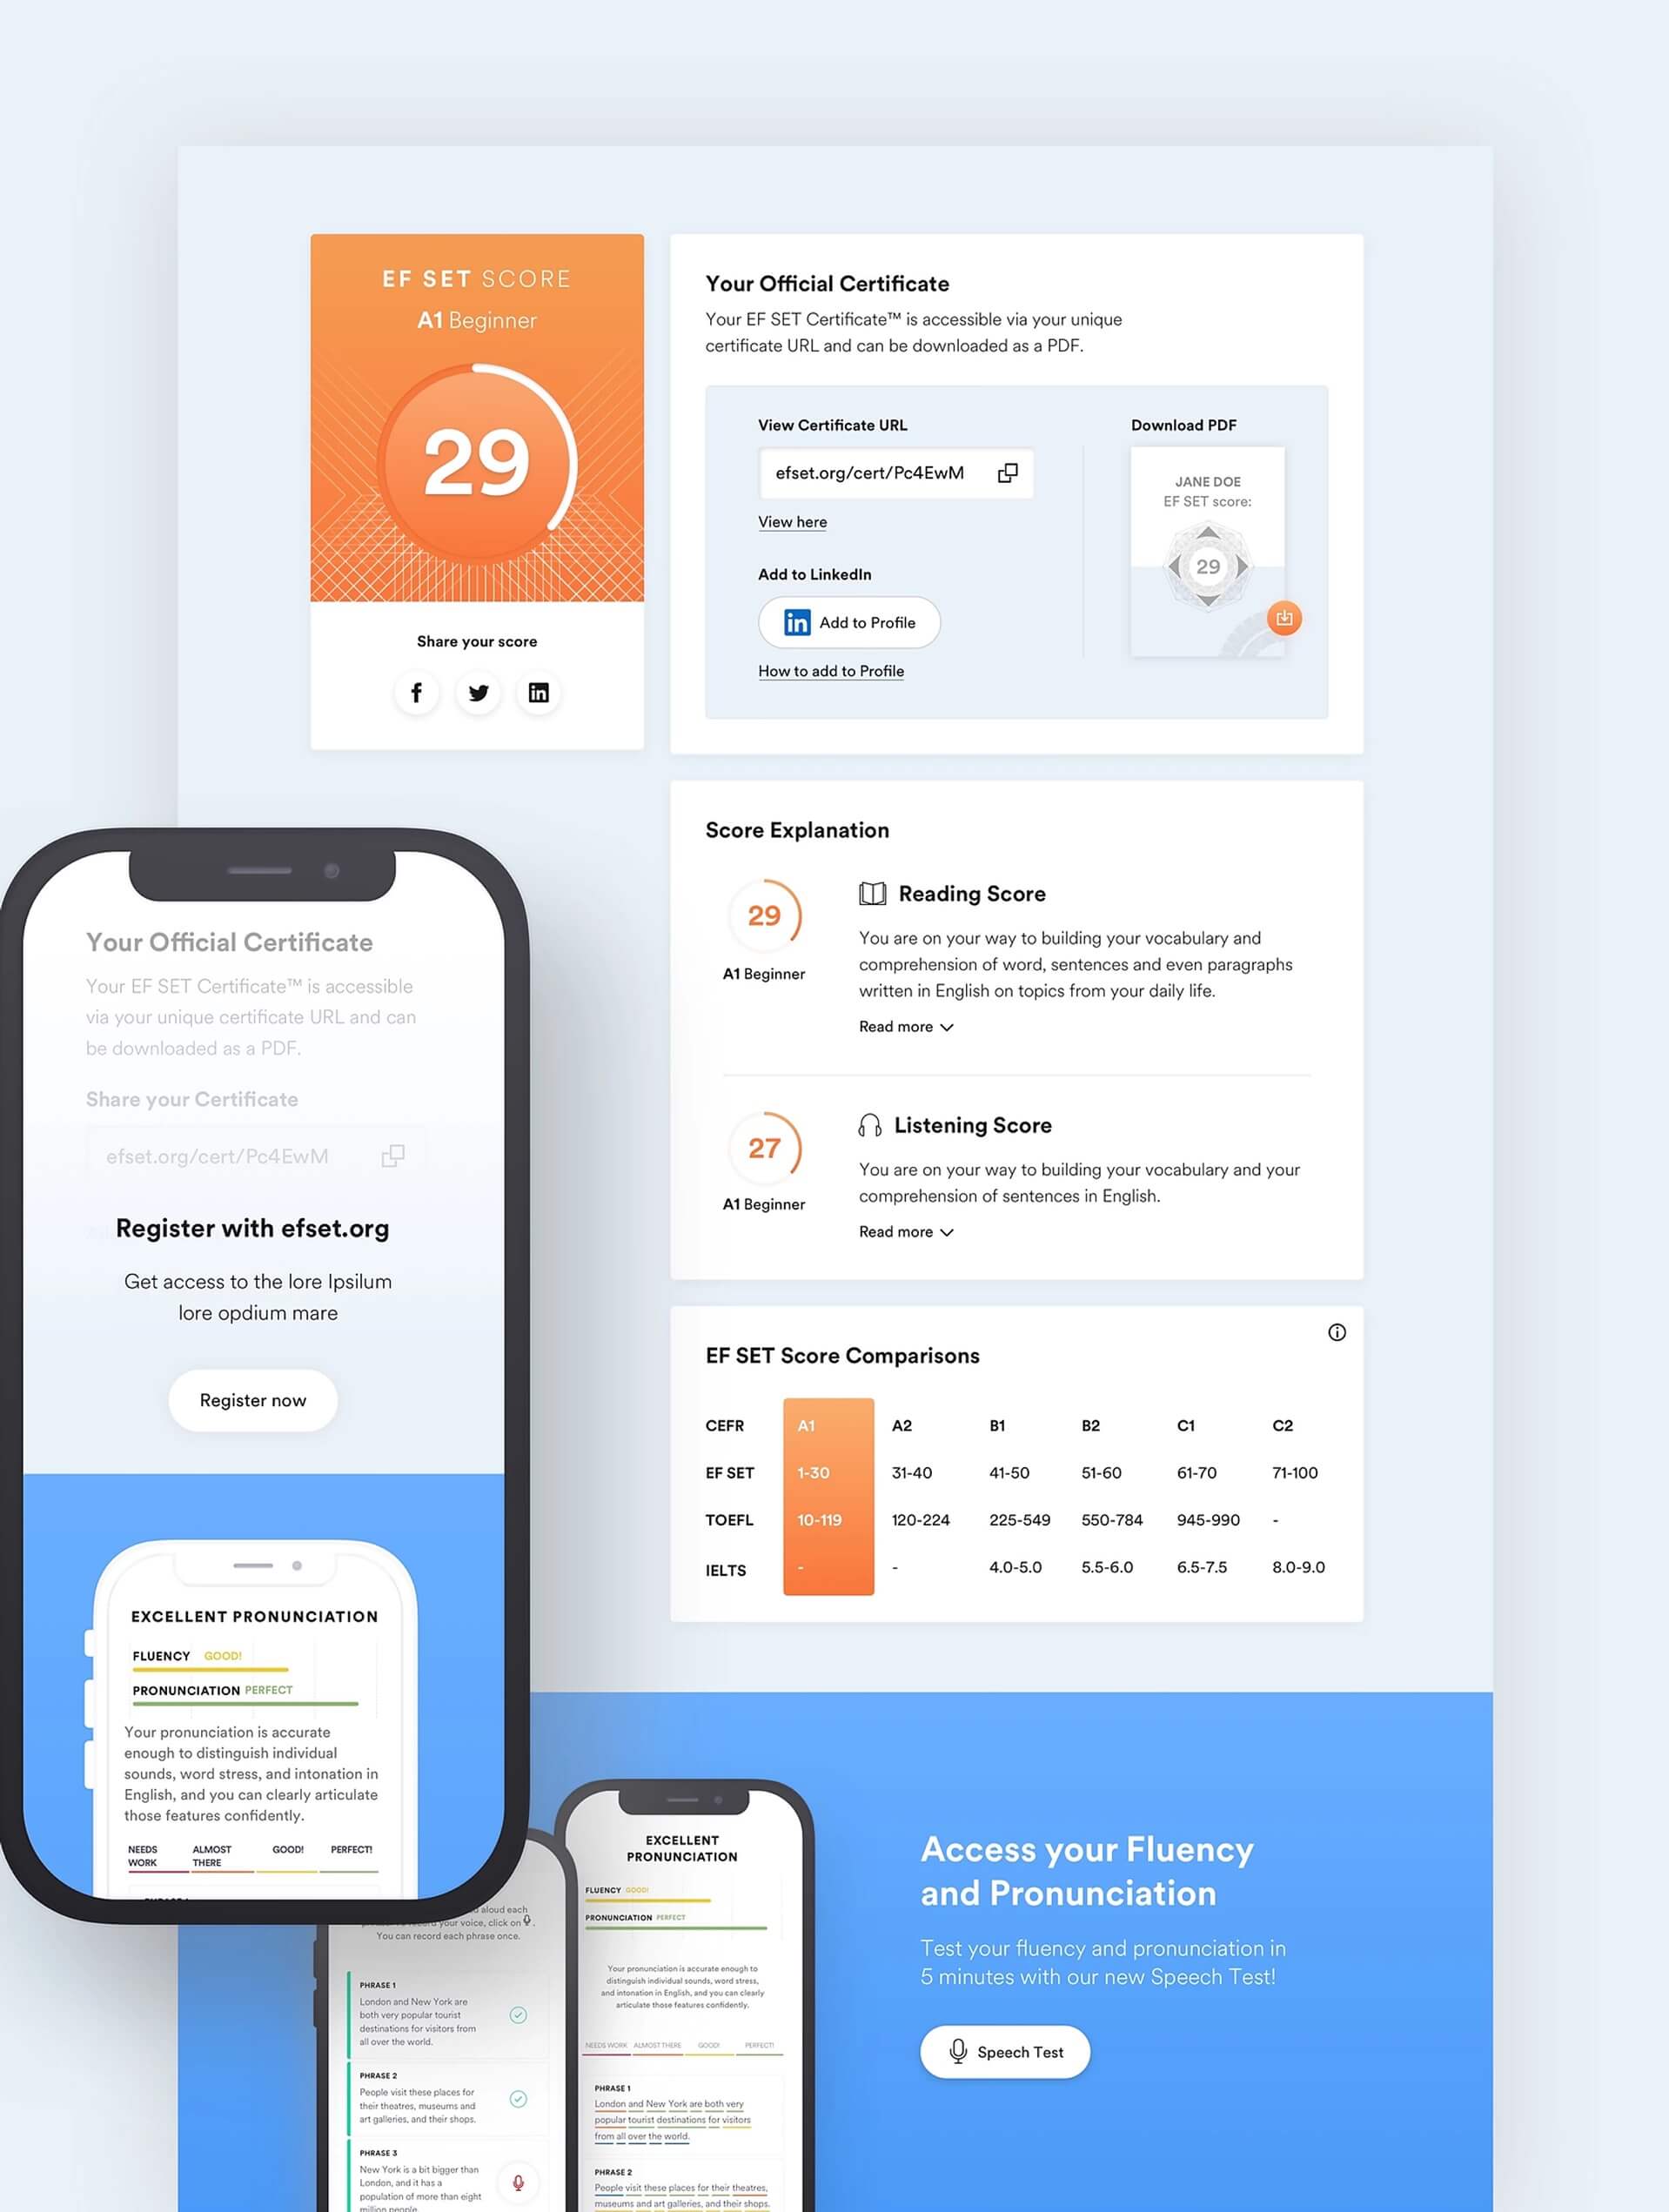 EF SET SCORE
A1 Beginner
29
Share your score
Your Official Certificate
Your EF SET Certificate™ is accessible via your unique
certificate URL and can be downloaded as a PDF.
View Certificate URL
efset.org/cert/Pc4EwM
View here
Add to LinkedIn
in Add to Profile
How to add to Profile
Download PDF
JANE DOE
EF SET score:
29
Score Explanation
29
A1 Beginner
Reading Score
You are on your way to building your vocabulary and
comprehension of word, sentences and even paragraphs
written in English on topics from your daily life.
Read more
27
A1 Beginner
Listening Score
You are on your way to building your vocabulary and your
comprehension of sentences in English.
Read more
EF SET Score Comparisons
CEFR A1 A2 B1 B2 C1 C2
EF SET 1-30 31-40 41-50 51-60 61-70 71-100
TOEFL 10-119 120-224 225-549 550-784 945-990 -
IELTS - - 4.0-5.0 5.5-6.0 6.5-7.5 8.0-9.0
Your Official Certificate
Your EF SET Certificate™ is accessible
via your unique certificate URL and can
be downloaded as a PDF.
Share your Certificate
efset.org/cert/Pc4EwM
Register with efset.org
Get access to the lore Ipsilum
lore opdium mare
Register now
EXCELLENT PRONUNCIATION
FLUENCY GOOD!
PRONUNCIATION PERFECT
Your pronunciation is accurate
enough to distinguish individual
sounds, word stress, and intonation in
English, and you can clearly articulate
those features confidently.
NEEDS WORK
ALMOST THERE
GOOD!
PERFECT!
aloud each
your voice, click on .
You can record each phrase once.
PHRASE 1
London and New York are
both very popular tourist
destinations for visitors from
all over the world.
PHRASE 2
People visit these places for
their theatres, museums and
art galleries, and their shops.
PHRASE 3
New York is a bit bigger than
London, and it has a
population of more than eight
million people
EXCELLENT
PRONUNCIATION
FLUENCY GOOD!
PRONUNCIATION PERFECT
Your pronunciation is accurate enough to
distinguish individual sounds, word stress,
and intonation in English, and you can clearly
articulate those features confidently.
NEEDS WORK ALMOST THERE GOOD! PERFECT!
PHRASE 1
London and New York are both very
popular tourist destinations for visitors
from all over the world.
PHRASE 2
People visit these places for their theatres,
museums and art galleries, and their shops.
Access your Fluency
and Pronunciation
Test your fluency and pronunciation in
5 minutes with our new Speech Test!
Speech Test